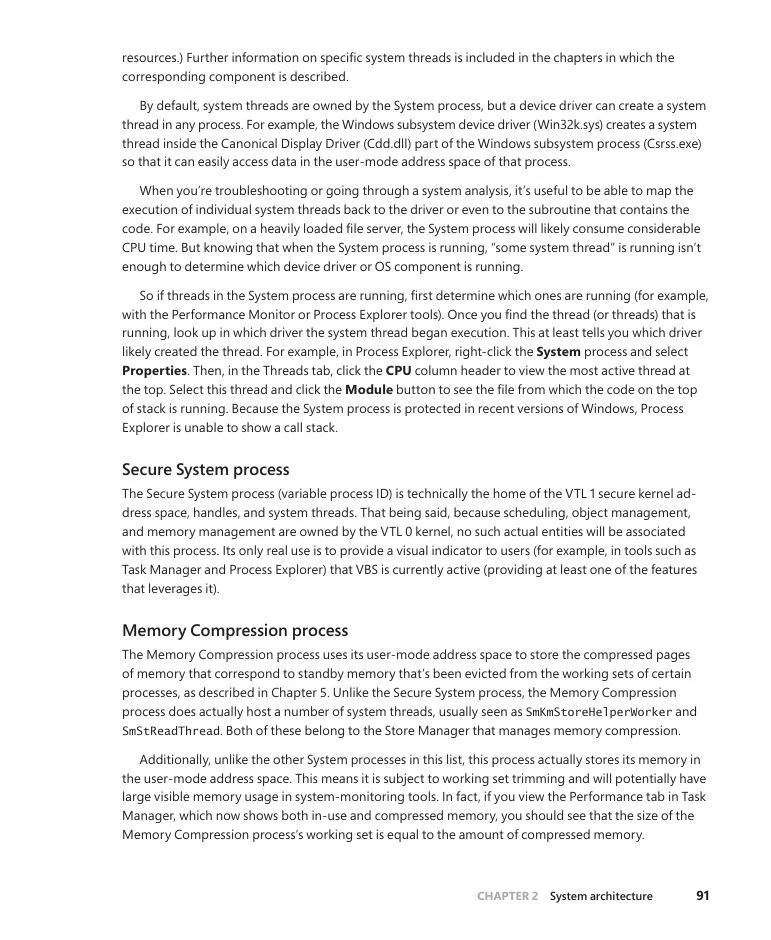 resources.) Further information on specific system threads is included in the chapters in which the
corresponding component is described.
By default, system threads are owned by the System process, but a device driver can create a system
thread in any process. For example, the Windows subsystem device driver (Win32k.sys) creates a system
thread inside the Canonical Display Driver (Cdd.dll) part of the Windows subsystem process (Csrss.exe)
so that it can easily access data in the user-mode address space of that process.
When you’re troubleshooting or going through a system analysis, it’s useful to be able to map the
execution of individual system threads back to the driver or even to the subroutine that contains the
code. For example, on a heavily loaded file server, the System process will likely consume considerable
CPU time. But knowing that when the System process is running, “some system thread” is running isn’t
enough to determine which device driver or OS component is running.
So if threads in the System process are running, first determine which ones are running (for example,
with the Performance Monitor or Process Explorer tools). Once you find the thread (or threads) that is
running, look up in which driver the system thread began execution. This at least tells you which driver
likely created the thread. For example, in Process Explorer, right-click the System process and select
Properties. Then, in the Threads tab, click the CPU column header to view the most active thread at
the top. Select this thread and click the Module button to see the file from which the code on the top
of stack is running. Because the System process is protected in recent versions of Windows, Process
Explorer is unable to show a call stack.
Secure System process
The Secure System process (variable process ID) is technically the home of the VTL 1 secure kernel ad-
dress space, handles, and system threads. That being said, because scheduling, object management,
and memory management are owned by the VTL 0 kernel, no such actual entities will be associated
with this process. Its only real use is to provide a visual indicator to users (for example, in tools such as
Task Manager and Process Explorer) that VBS is currently active (providing at least one of the features
that leverages it).
Memory Compression process
The Memory Compression process uses its user-mode address space to store the compressed pages
of memory that correspond to standby memory that’s been evicted from the working sets of certain
processes, as described in Chapter 5. Unlike the Secure System process, the Memory Compression
process does actually host a number of system threads, usually seen as SmKmStoreHelperWorker and
SmStReadThread. Both of these belong to the Store Manager that manages memory compression.
Additionally, unlike the other System processes in this list, this process actually stores its memory in
the user-mode address space. This means it is subject to working set trimming and will potentially have
large visible memory usage in system-monitoring tools. In fact, if you view the Performance tab in Task
Manager, which now shows both in-use and compressed memory, you should see that the size of the
Memory Compression process’s working set is equal to the amount of compressed memory.
CHAPTER 2 System architecture 91